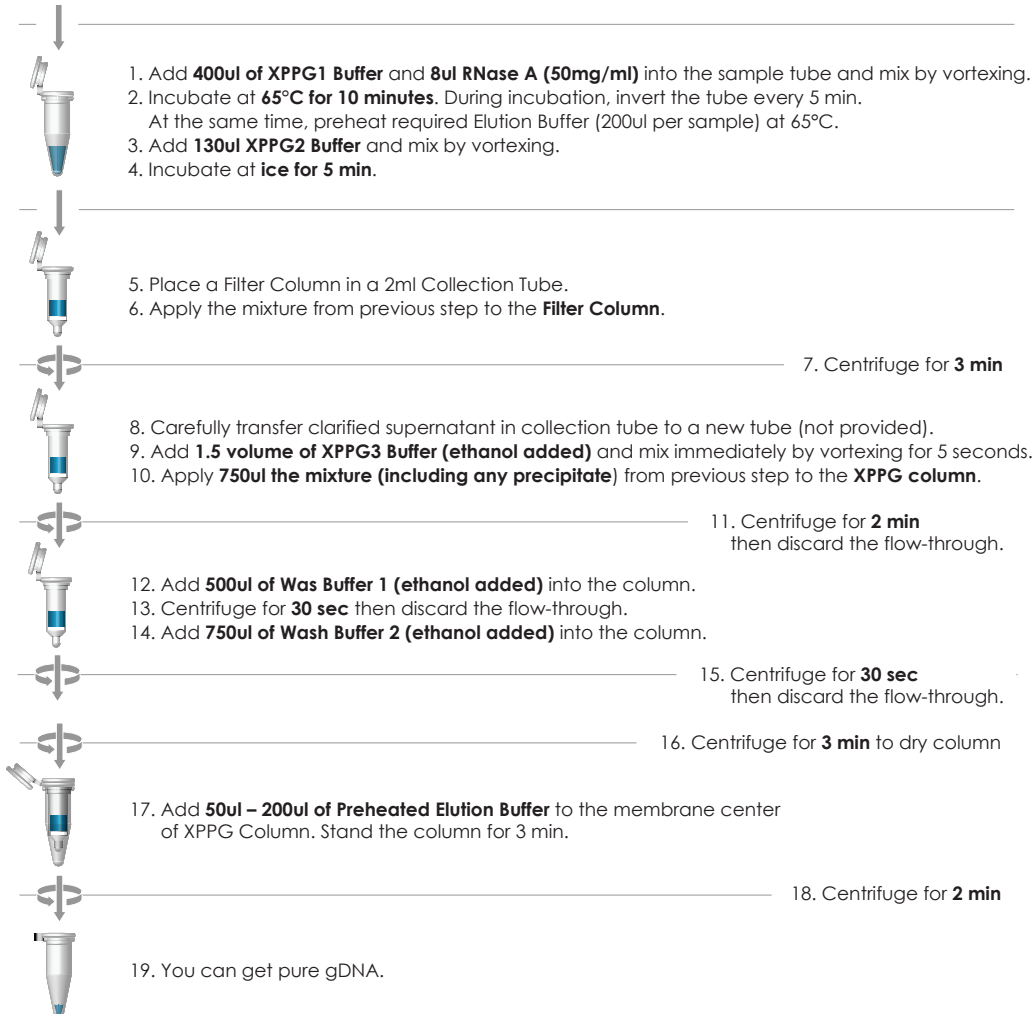 1. Add 400ul of XPPG1 Buffer and 8ul RNase A (50mg/ml) into the sample tube and mix by vortexing.
2. Incubate at 65°C for 10 minutes. During incubation, invert the tube every 5 min.
At the same time, preheat required Elution Buffer (200ul per sample) at 65°C.
3. Add 130ul XPPG2 Buffer and mix by vortexing.
4. Incubate at ice for 5 min.
5. Place a Filter Column in a 2ml Collection Tube.
6. Apply the mixture from previous step to the Filter Column.
7. Centrifuge for 3 min
8. Carefully transfer clarified supernatant in collection tube to a new tube (not provided).
9. Add 1.5 volume of XPPG3 Buffer (ethanol added) and mix immediately by vortexing for 5 seconds.
10. Apply 750ul the mixture (including any precipitate) from previous step to the XPPG column.
11. Centrifuge for 2 min
then discard the flow-through.
12. Add 500ul of Was Buffer 1 (ethanol added) into the column.
13. Centrifuge for 30 sec then discard the flow-through.
14. Add 750ul of Wash Buffer 2 (ethanol added) into the column.
15. Centrifuge for 30 sec
then discard the flow-through.
16. Centrifuge for 3 min to dry column
17. Add 50ul – 200ul of Preheated Elution Buffer to the membrane center
of XPPG Column. Stand the column for 3 min.
18. Centrifuge for 2 min
19. You can get pure gDNA.